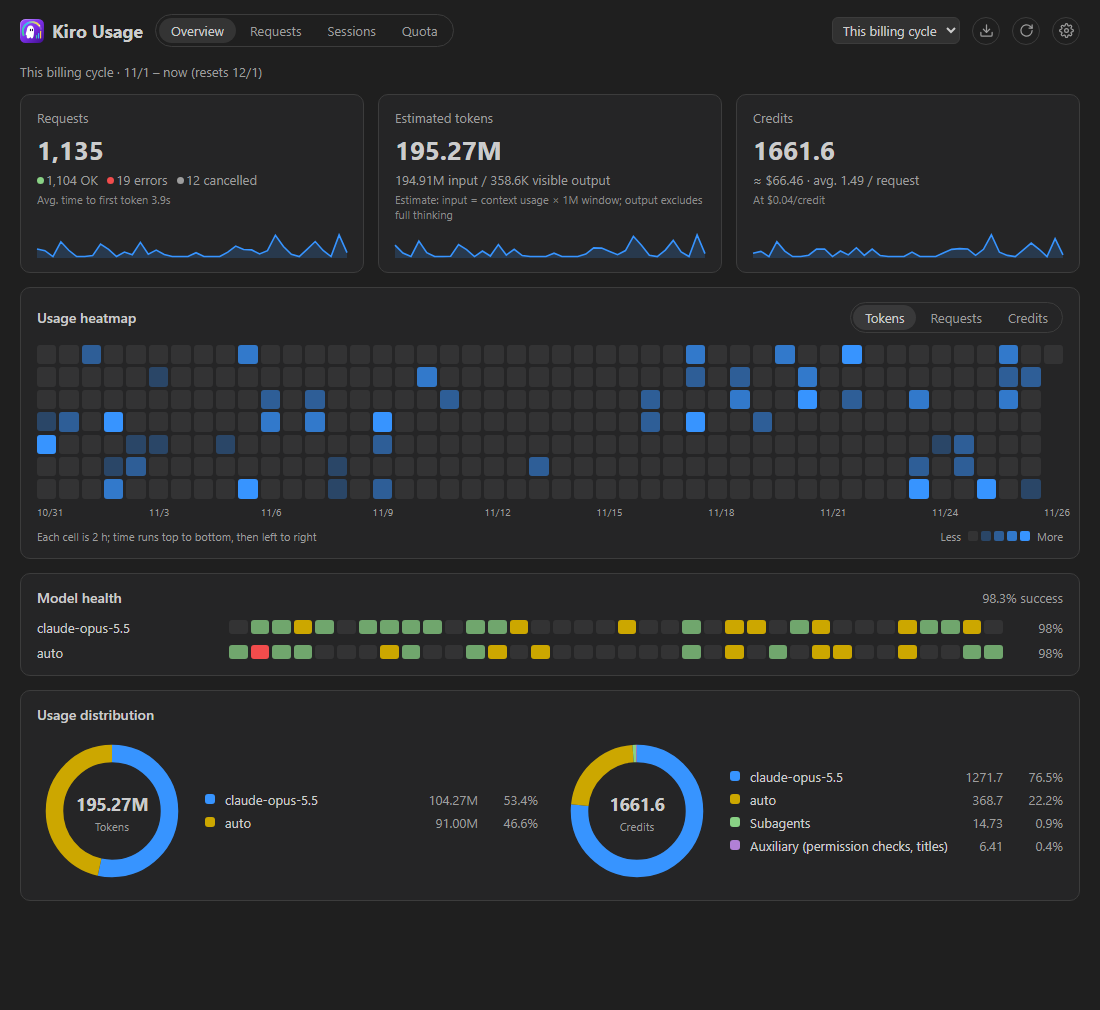 Kiro Usage
Overview
Requests
Sessions
Quota
This billing cycle
This billing cycle · 11/1 – now (resets 12/1)
Requests
1,135
1,104 OK 19 errors 12 cancelled
Avg. time to first token 3.9s
Estimated tokens
195.27M
194.91M input / 358.6K visible output
Estimate: input = context usage × 1M window; output excludes
full thinking
Credits
1661.6
≈ $66.46 · avg. 1.49 / request
At $0.04/credit
Usage heatmap
Tokens
Requests
Credits
10/31 11/3 11/6 11/9 11/12 11/15 11/18 11/21 11/24 11/26
Each cell is 2 h; time runs top to bottom, then left to right
Less More
Model health
98.3% success
claude-opus-5.5 98%
auto 98%
Usage distribution
195.27M
Tokens
claude-opus-5.5 104.27M 53.4%
auto 91.00M 46.6%
1661.6
Credits
claude-opus-5.5 1271.7 76.5%
auto 368.7 22.2%
Subagents 14.73 0.9%
Auxiliary (permission checks, titles) 6.41 0.4%